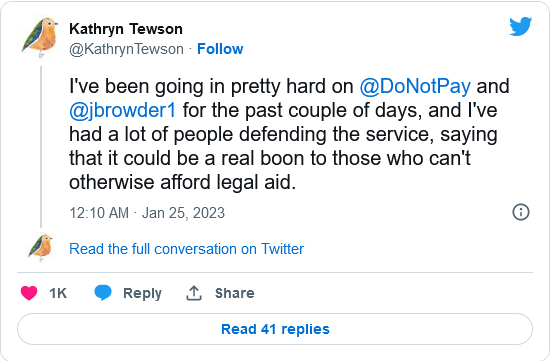 Kathryn Tewson
@KathrynTewson · Follow
I've been going in pretty hard on @DoNotPay and
@jbrowder1 for the past couple of days, and I've
had a lot of people defending the service, saying
that it could be a real boon to those who can't
otherwise afford legal aid.
12:10 AM · Jan 25, 2023
Read the full conversation on Twitter
1K Reply Share
Read 41 replies